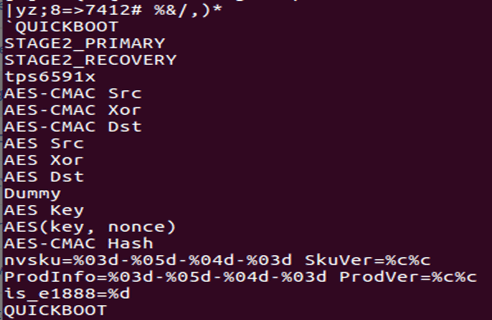 |yz;8=>7412# %&/,)*
`QUICKBOOT
STAGE2_PRIMARY
STAGE2_RECOVERY
tps6591x
AES-CMAC Src
AES-CMAC Xor
AES-CMAC Dst
AES Src
AES Xor
AES Dst
Dummy
AES Key
AES(key, nonce)
AES-CMAC Hash
nvsku=%03d-%05d-%04d-%03d SkuVer=%c%c
ProdInfo=%03d-%05d-%04d-%03d ProdVer=%c%c
is_e1888=%d
QUICKBOOT